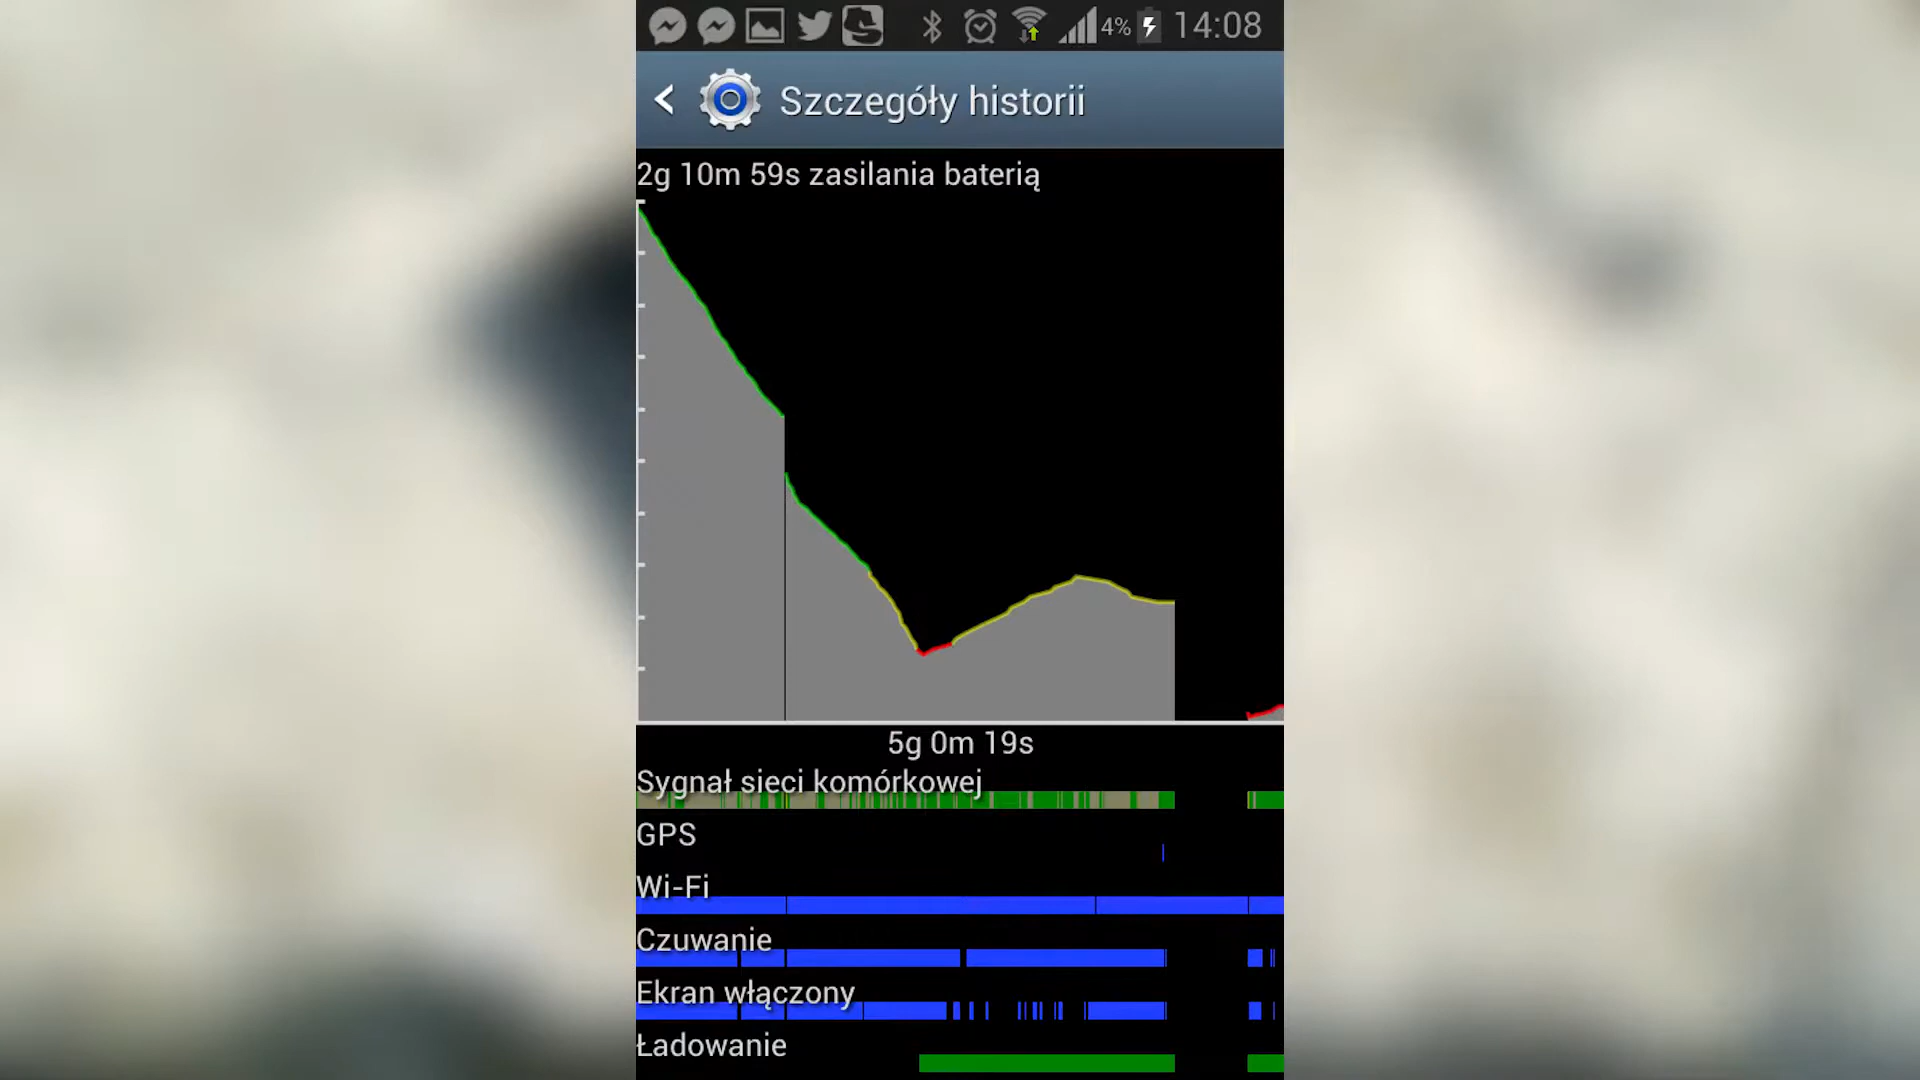 4% 14:08
Szczegóły historii
2g 10m 59s zasilania baterią
5g 0m 19s
Sygnał sieci komórkowej
GPS
Wi-Fi
Czuwanie
Ekran włączony
Ładowanie